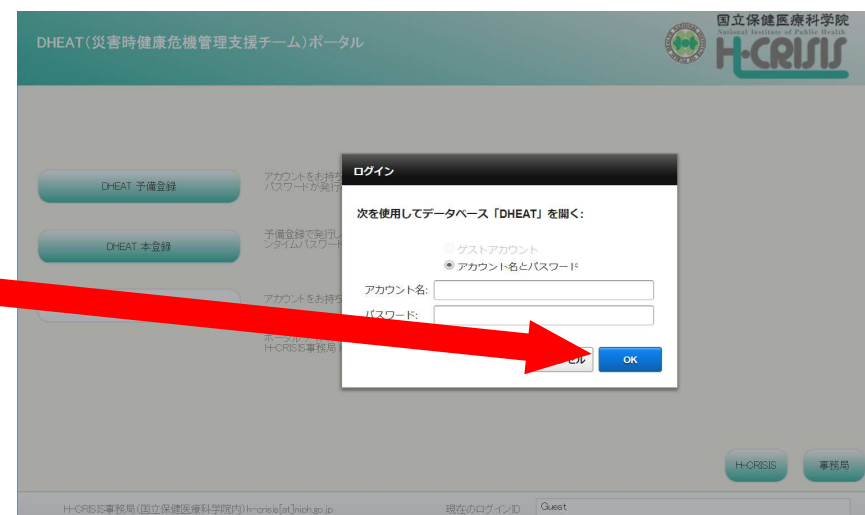 DHEAT(災害時健康危機管理支援チーム)ポータル
国立保健医療科学院
National Institute of Public Health
H-CRISIS
DHEAT 予備登録
アカウントをお持ち
パスワードが発行
DHEAT 本登録
予備登録で発行し
ンタイムパスワード
アカウントをお持ち
H-CRISIS事務局
ログイン
次を使用してデータベース「DHEAT」を開く:
ゲストアカウント
アカウント名とパスワード
アカウント名:
パスワード:
OK
H-CRISIS
事務局
H-CRISIS事務局(国立保健医療科学院内)h-crisis[at]niph.go.jp
現在のログインID
Guest